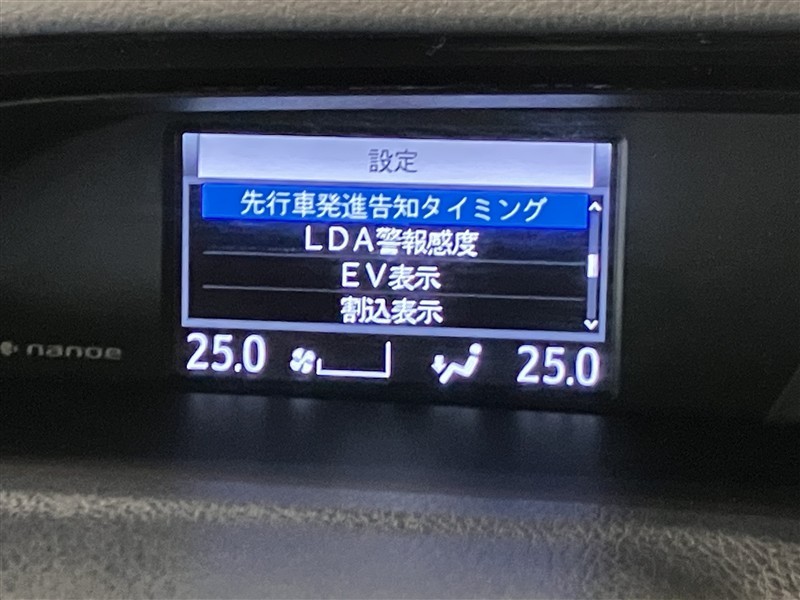 設定
先行車発進告知タイミング
LDA警報感度
EV表示
割込表示
nanoe
25.0
25.0